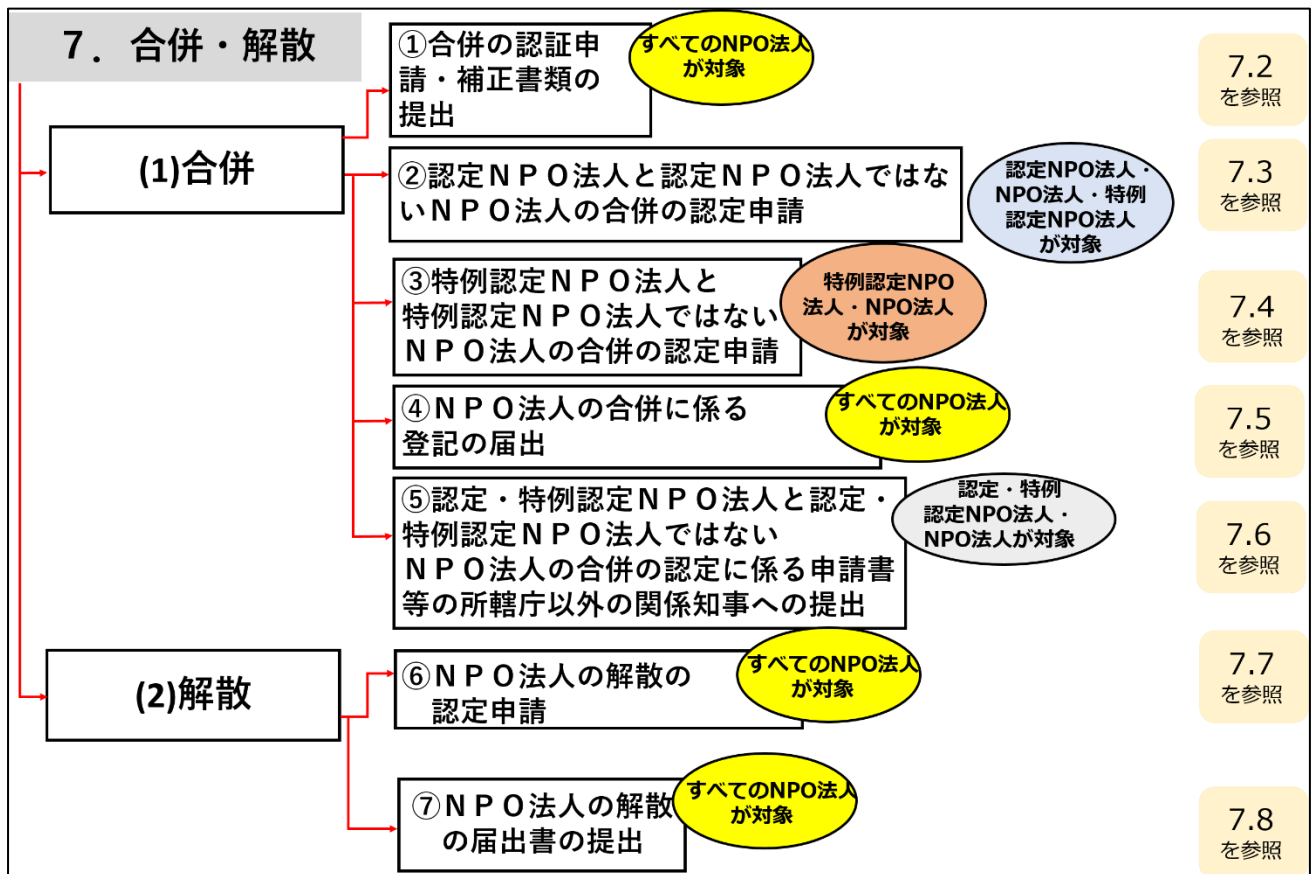 7．合併・解散
(1)合併
①合併の認証申
請・補正書類の
提出
すべてのNPO法人
が対象
7.2
を参照
②認定ＮＰＯ法人と認定ＮＰＯ法人ではな
いＮＰＯ法人の合併の認定申請
認定NPO法人・
NPO法人・特例
認定NPO法人
が対象
7.3
を参照
③特例認定ＮＰＯ法人と
特例認定ＮＰＯ法人ではない
ＮＰＯ法人の合併の認定申請
特例認定NPO
法人・NPO法人
が対象
7.4
を参照
④ＮＰＯ法人の合併に係る
登記の届出
すべてのNPO法人
が対象
7.5
を参照
⑤認定・特例認定ＮＰＯ法人と認定・
特例認定ＮＰＯ法人ではない
ＮＰＯ法人の合併の認定に係る申請書
等の所轄庁以外の関係知事への提出
認定・特例
認定NPO法人・
NPO法人が対象
7.6
を参照
(2)解散
⑥ＮＰＯ法人の解散の
認定申請
すべてのNPO法人
が対象
7.7
を参照
⑦ＮＰＯ法人の解散
の届出書の提出
すべてのNPO法人
が対象
7.8
を参照